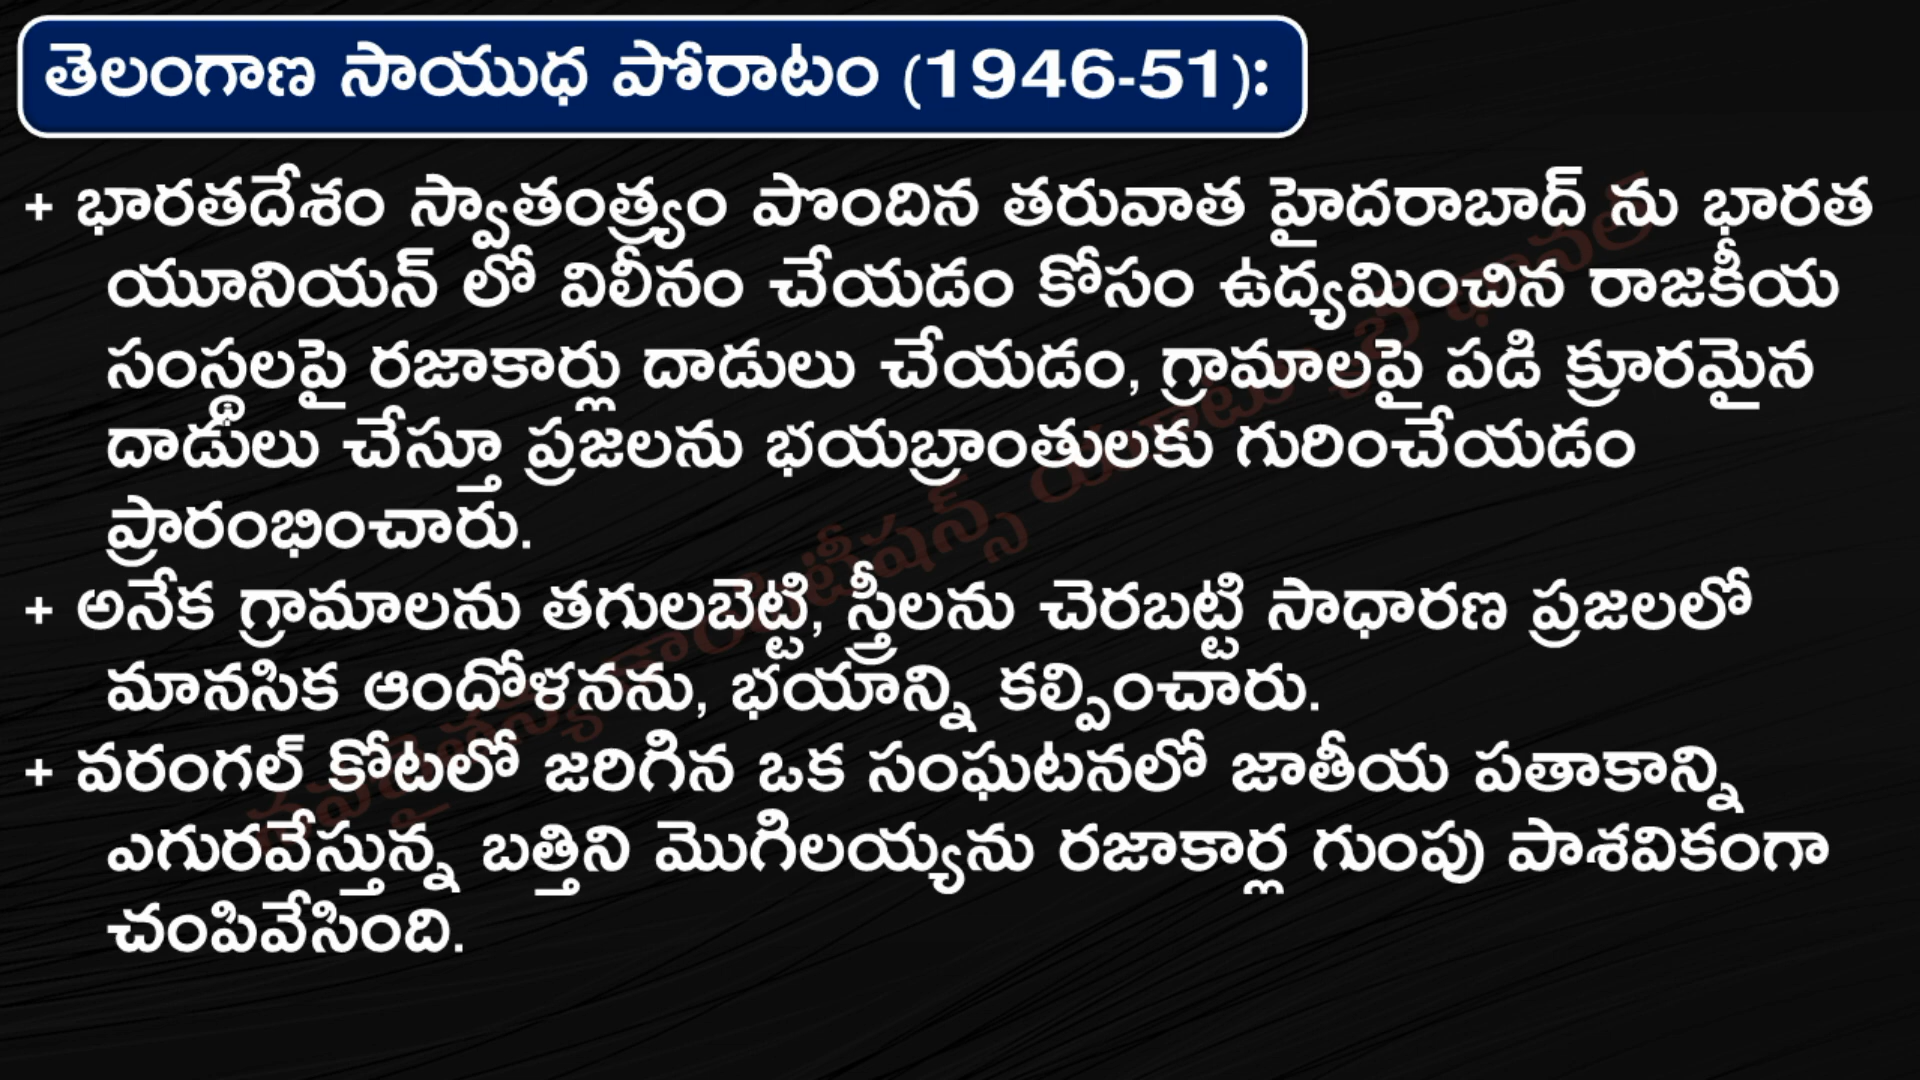 తెలంగాణ సాయుధ పోరాటం (1946-51):
+ భారతదేశం స్వాతంత్ర్యం పొందిన తరువాత హైదరాబాద్ ను భారత
యూనియన్ లో విలీనం చేయడం కోసం ఉద్యమించిన రాజకీయ
సంస్థలపై రజాకార్లు దాడులు చేయడం, గ్రామాలపై పడి క్రూరమైన
దాడులు చేస్తూ ప్రజలను భయబ్రాంతులకు గురించేయడం
ప్రారంభించారు.
+ అనేక గ్రామాలను తగులబెట్టి, స్త్రీలను చెరబట్టి సాధారణ ప్రజలలో
మానసిక ఆందోళనను, భయాన్ని కల్పించారు.
+ వరంగల్ కోటలో జరిగిన ఒక సంఘటనలో జాతీయ పతాకాన్ని
ఎగురవేస్తున్న బత్తిని మొగిలయ్యను రజాకార్ల గుంపు పాశవికంగా
చంపివేసింది.